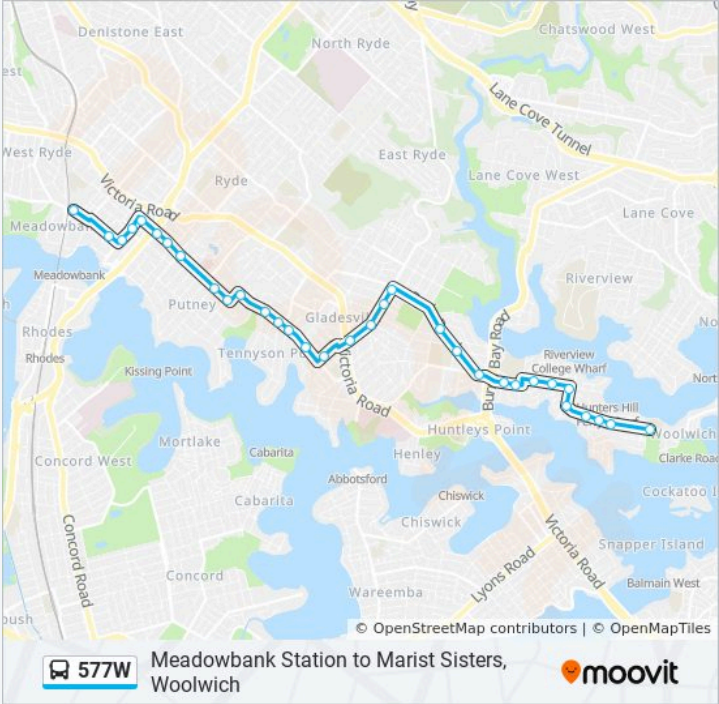 Denistone East
North Ryde
Chatswood West
Lane Cove Tunnel
West Ryde
East Ryde
Lane Cove West
Victoria Road
Ryde
Lane Cove
Meadowbank
Riverview
Putney
Gladesville
Bay Road
Rhodes
Tennyson
Rhodes
Kissing Point
Riverview
College Wharf
Victoria Road
Hunters Hill
Mortlake
Huntleys Point
Woolwich
Concord West
Cabarita
Henley
Clarke Road
Abbotsford
Cabarita
Chiswick
Cockatoo
Chiswick
Concord Road
Victoria Road
Snapper Island
Lyons Road
Concord
Balmain West
Wareemba
© OpenStreetMap contributors | © OpenMapTiles
577W
Meadowbank Station to Marist Sisters,
Woolwich
moovit